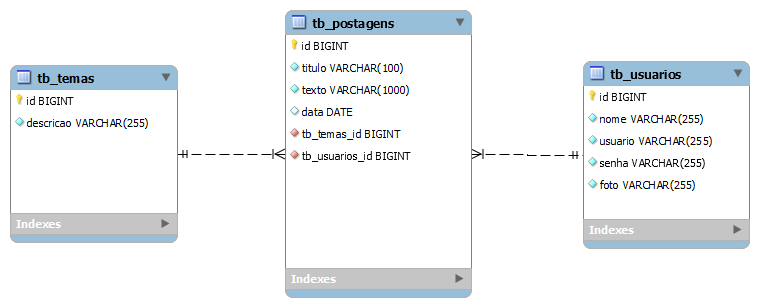 tb_temas
id BIGINT
descricao VARCHAR(255)
Indexes
tb_postagens
id BIGINT
titulo VARCHAR(100)
texto VARCHAR(1000)
data DATE
tb_temas_id BIGINT
tb_usuarios_id BIGINT
Indexes
tb_usuarios
id BIGINT
nome VARCHAR(255)
usuario VARCHAR(255)
senha VARCHAR(255)
foto VARCHAR(255)
Indexes